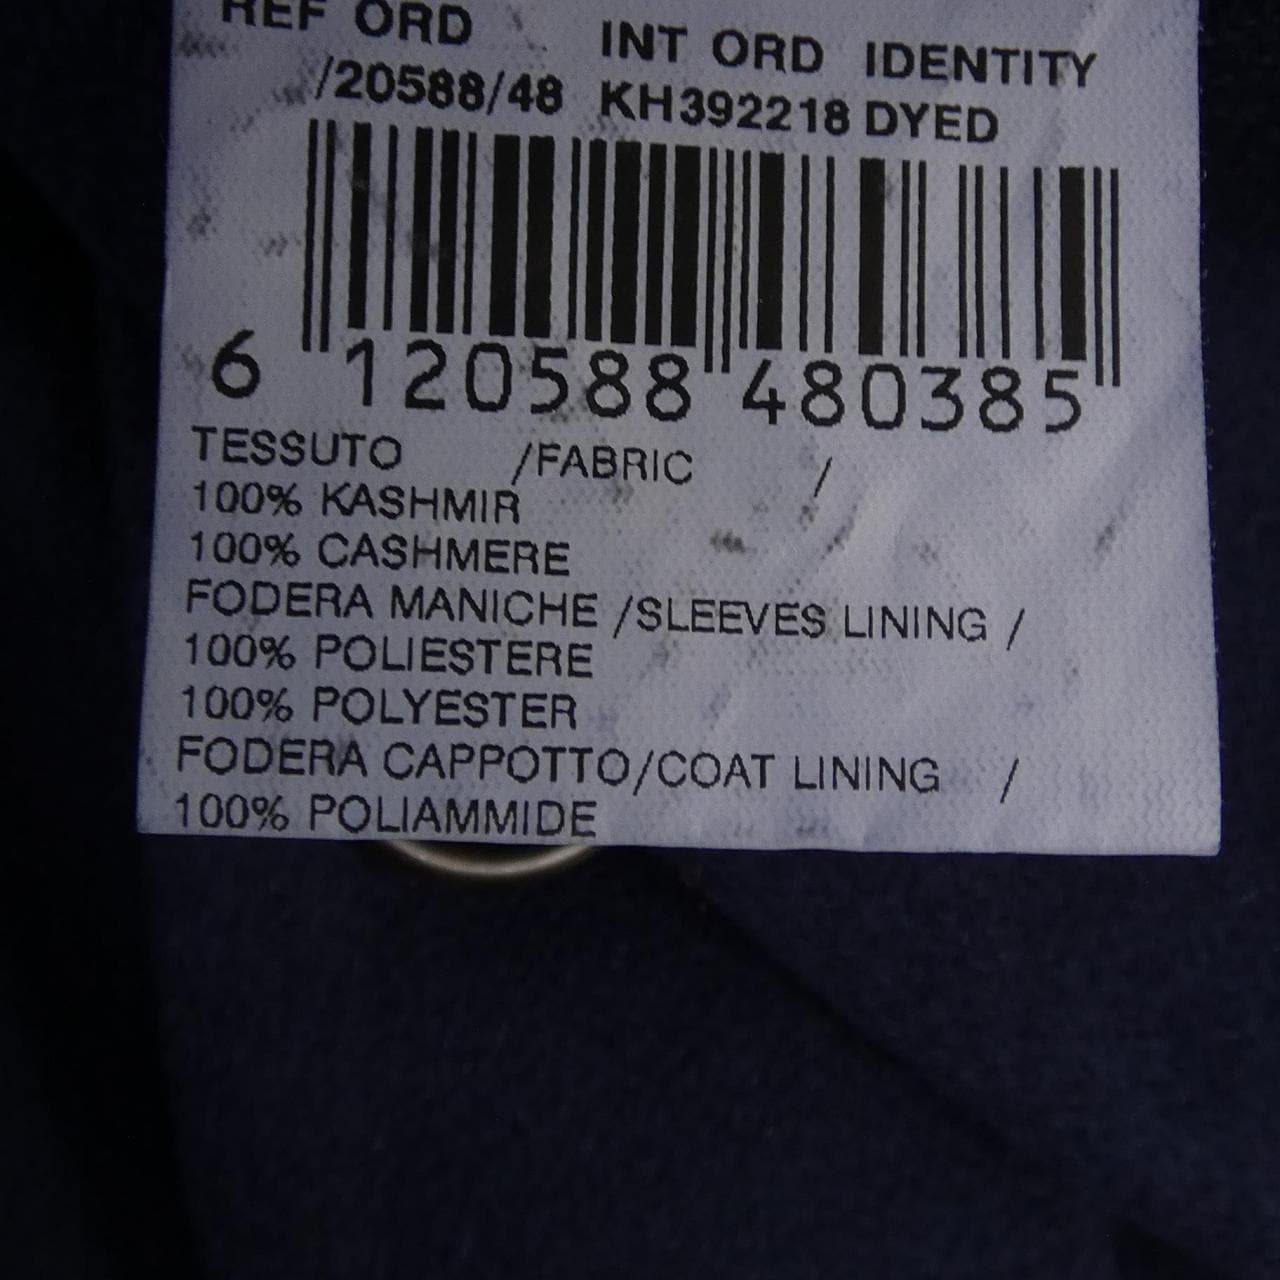 REF ORD INT ORD IDENTITY
/20588/48 KH392218 DYED
6 120588 480385
TESSUTO /FABRIC /
100% KASHMIR
100% CASHMERE
FODERA MANICHE /SLEEVES LINING /
100% POLIESTERE
100% POLYESTER
FODERA CAPPOTTO/COAT LINING /
100% POLIAMMIDE